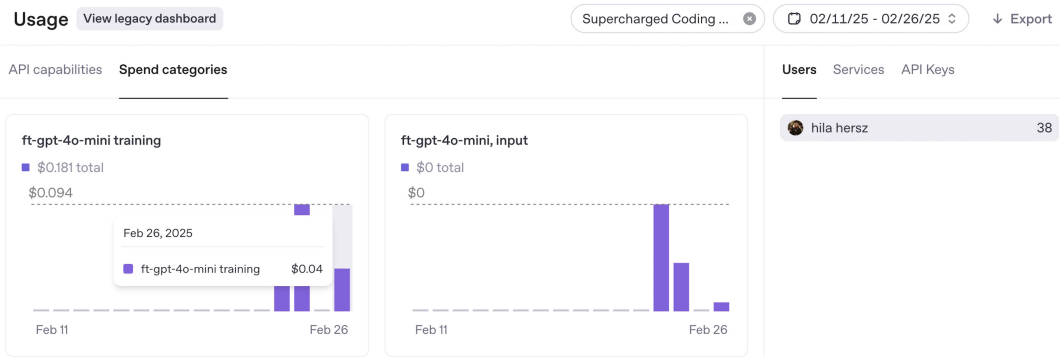 Usage
View legacy dashboard
Supercharged Coding ...
02/11/25 - 02/26/25
Export
API capabilities
Spend categories
Users
Services
API Keys
ft-gpt-4o-mini training
$0.181 total
$0.094
Feb 26, 2025
ft-gpt-4o-mini training $0.04
Feb 11
Feb 26
ft-gpt-4o-mini, input
$0 total
$0
Feb 11
Feb 26
hila hersz 38